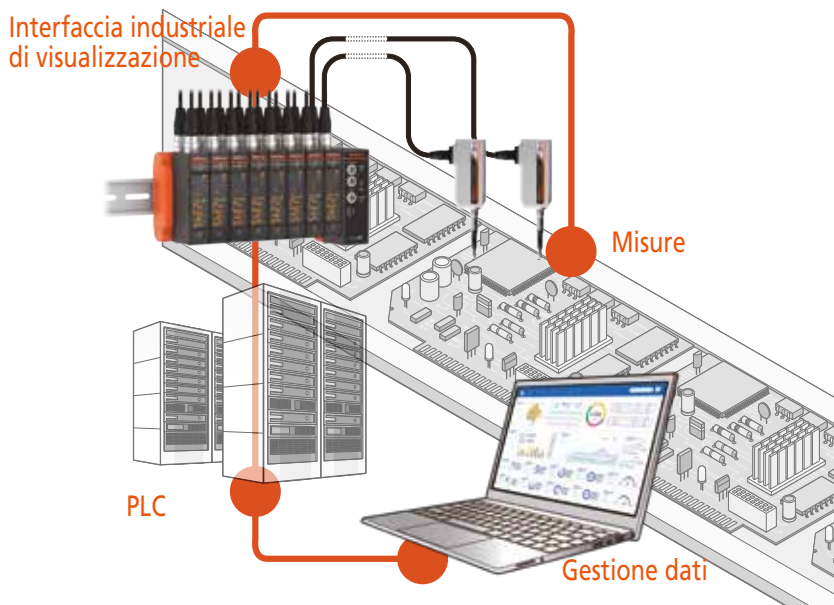 Interfaccia industriale
di visualizzazione
Misure
PLC
Gestione dati